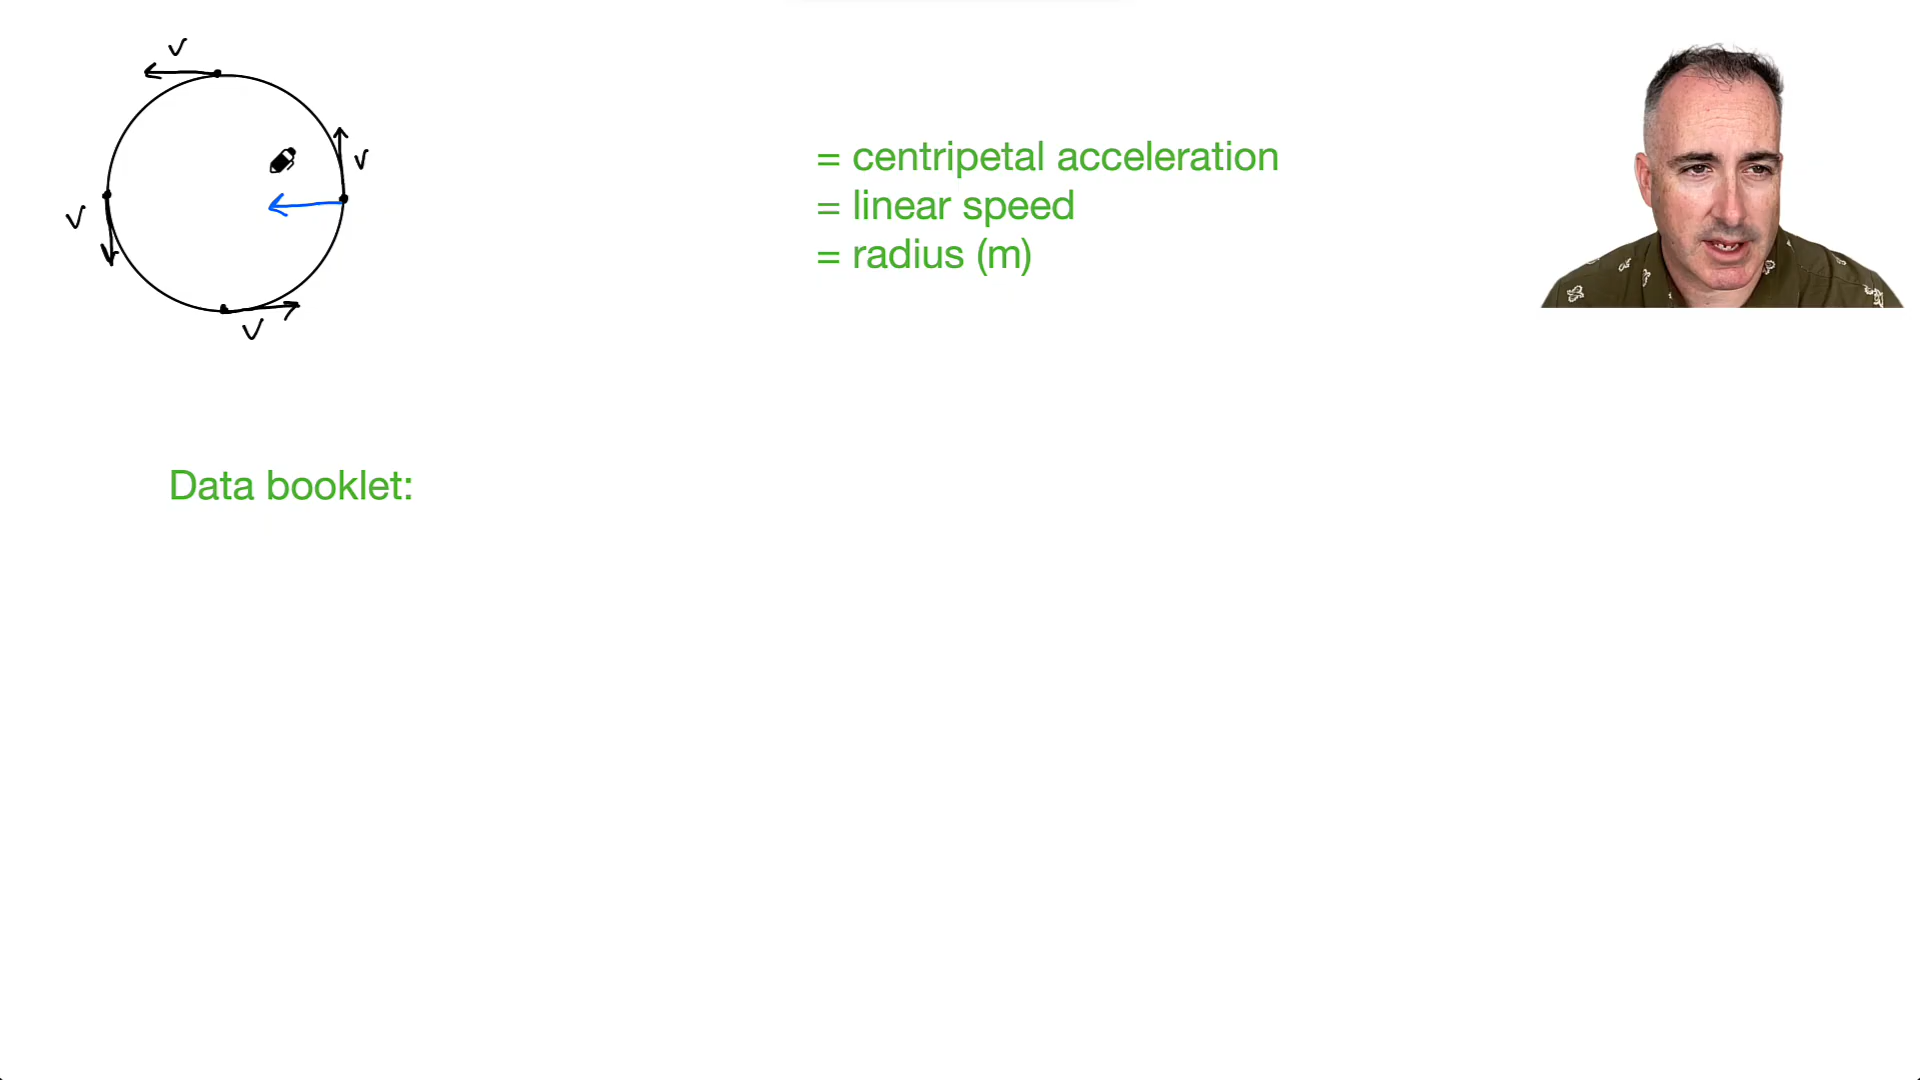 v
v
v
v
= centripetal acceleration
= linear speed
= radius (m)
Data booklet: